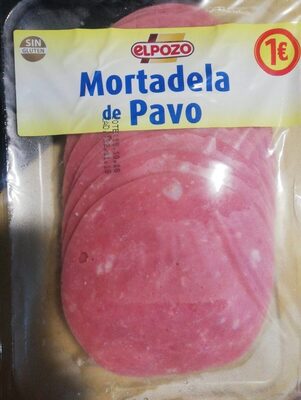 SIN
GLUTEN
ELPOZO
1€
Mortadela
de Pavo